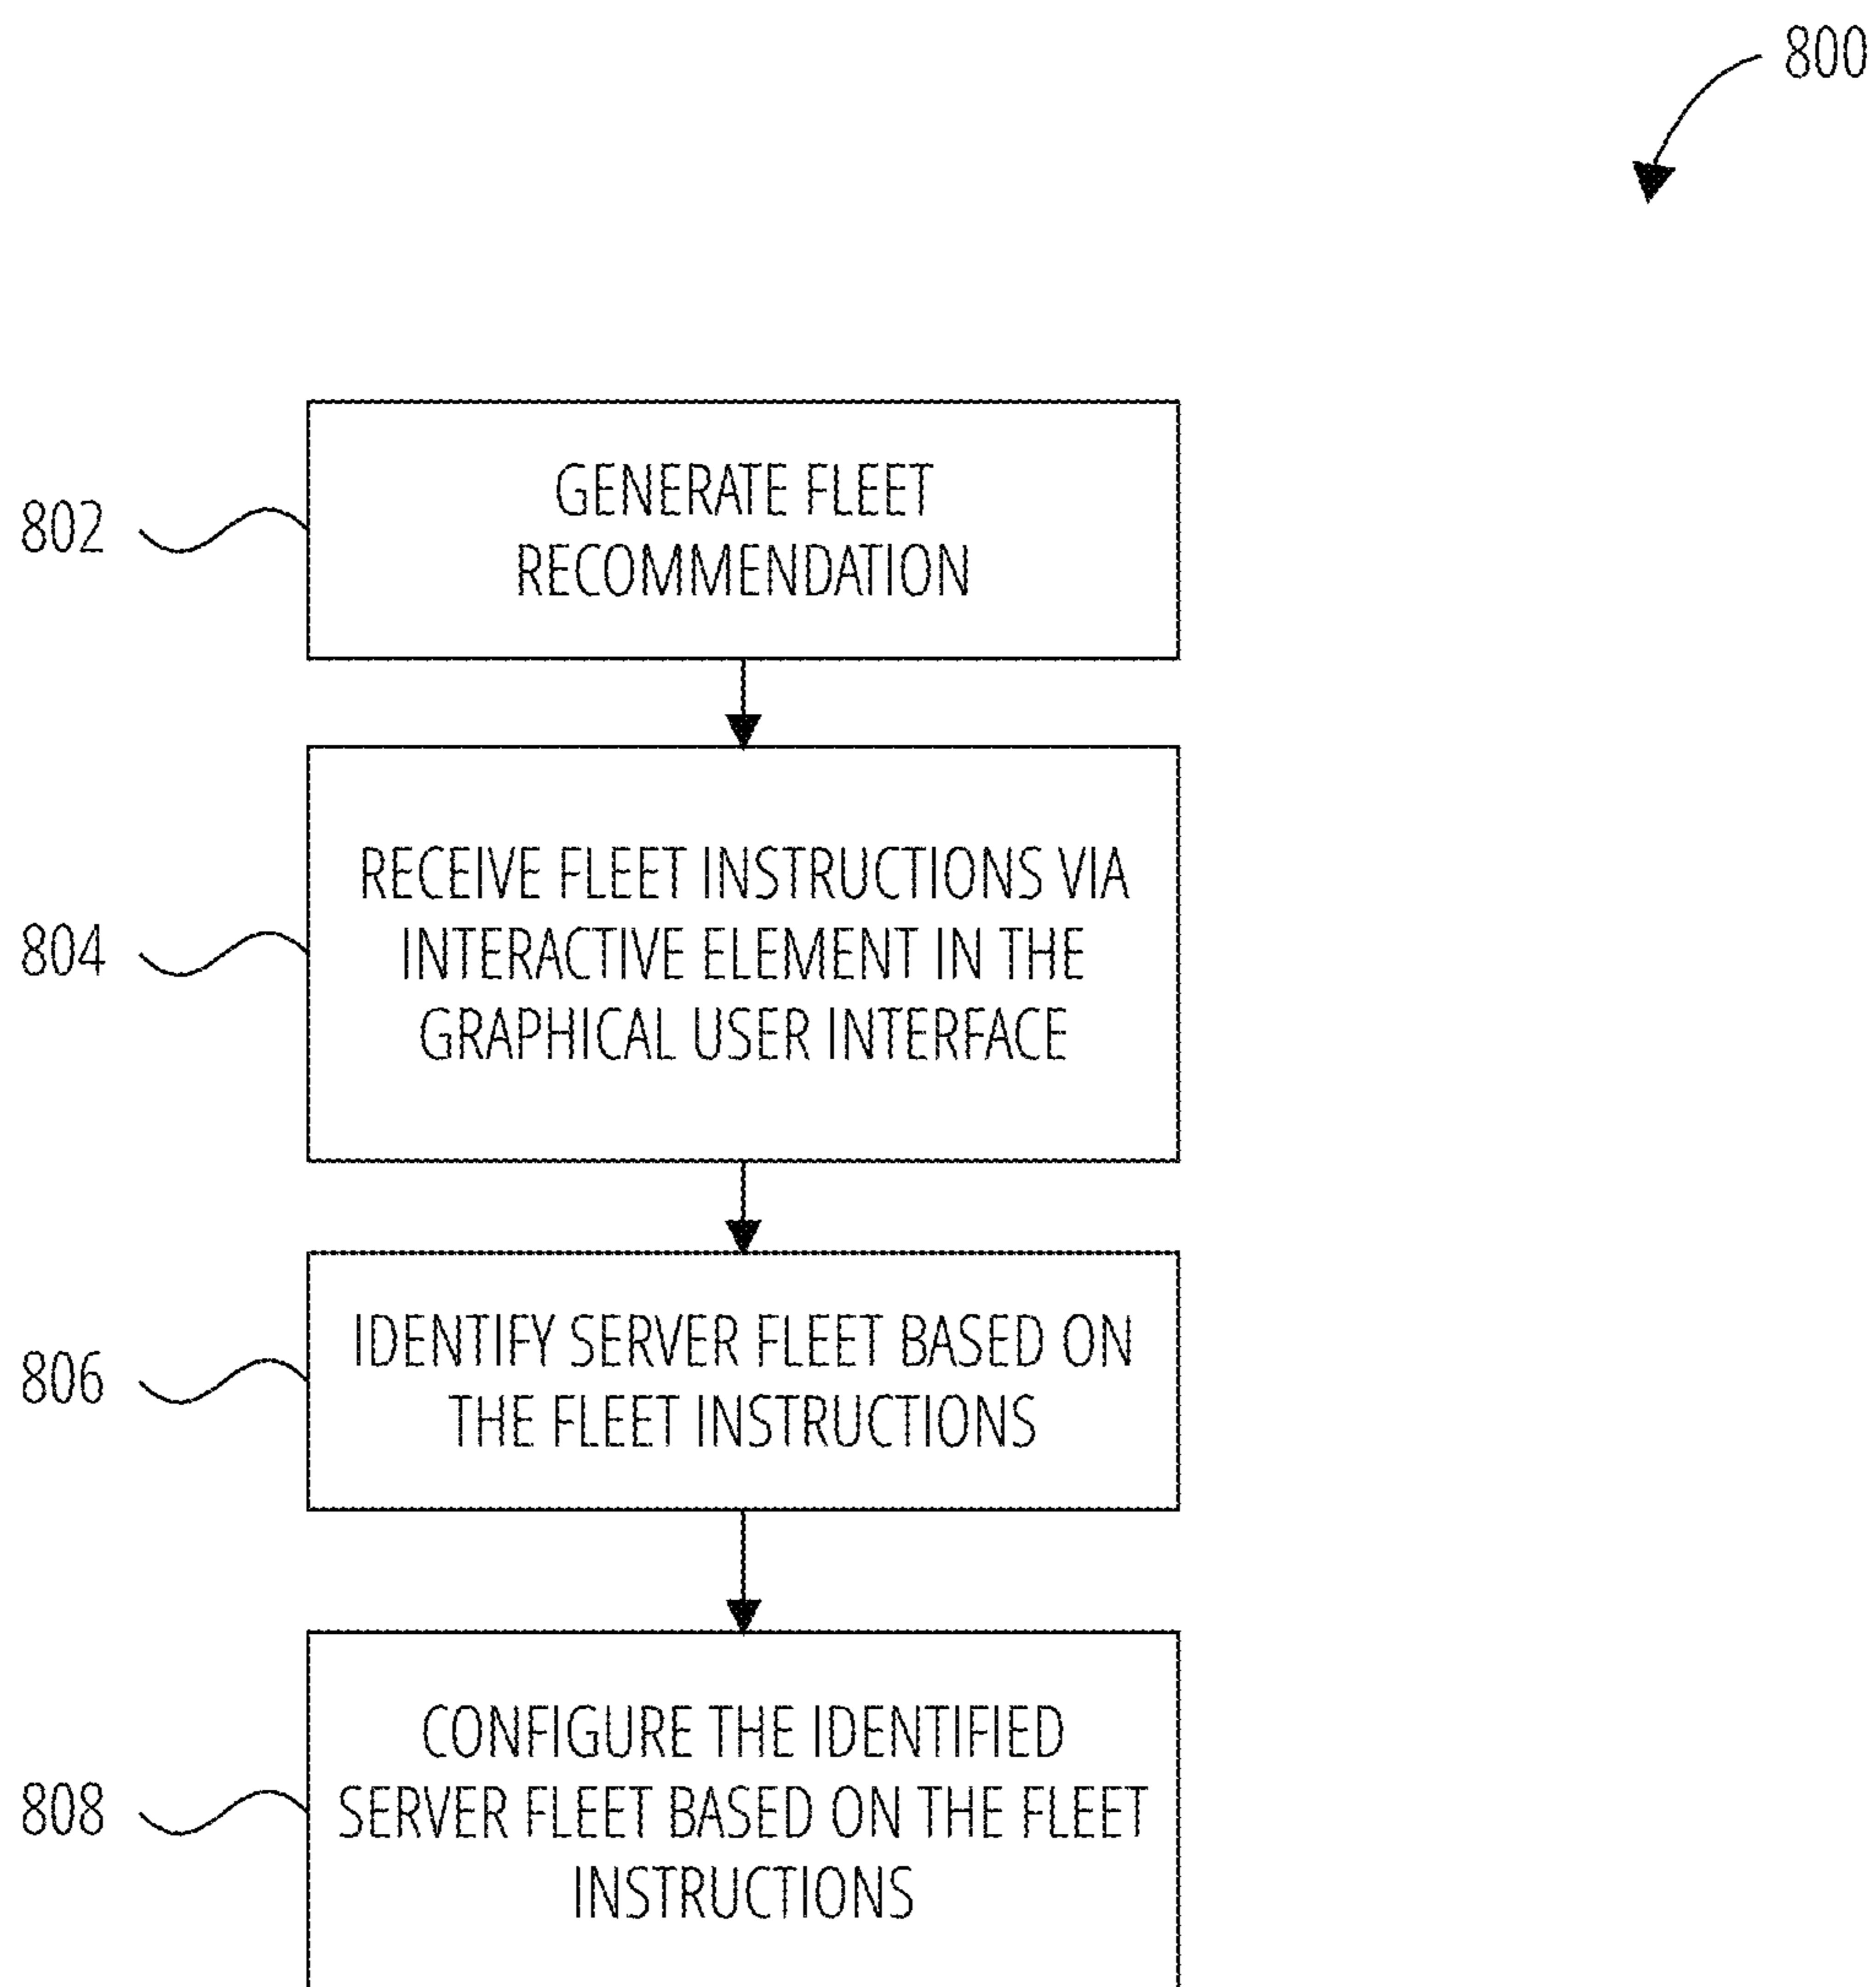 800
802
GENERATE FLEET
RECOMMENDATION
804
RECEIVE FLEET INSTRUCTIONS VIA
INTERACTIVE ELEMENT IN THE
GRAPHICAL USER INTERFACE
806
IDENTIFY SERVER FLEET BASED ON
THE FLEET INSTRUCTIONS
808
CONFIGURE THE IDENTIFIED
SERVER FLEET BASED ON THE FLEET
INSTRUCTIONS